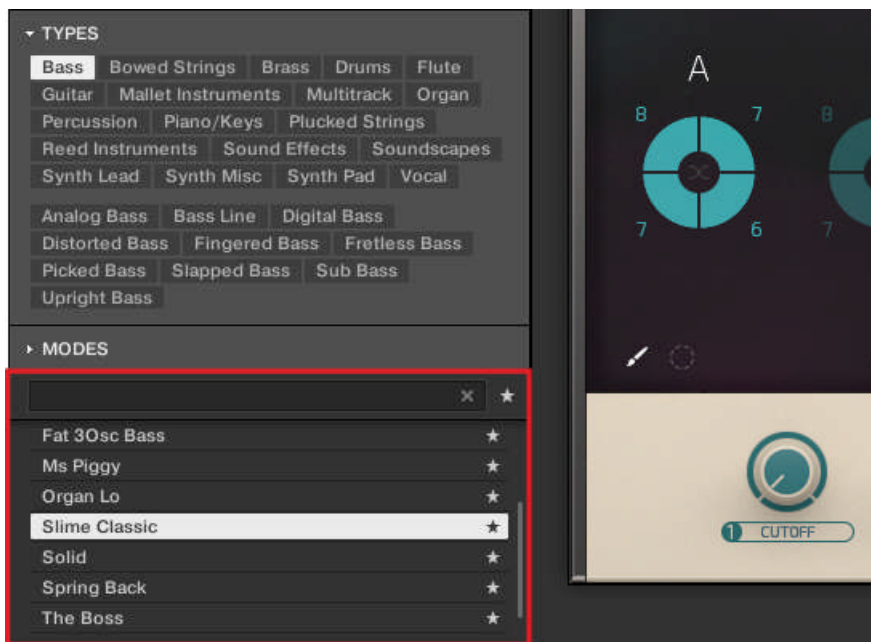 TYPES
Bass Bowed Strings Brass Drums Flute
Guitar Mallet Instruments Multitrack Organ
Percussion Piano/Keys Plucked Strings
Reed Instruments Sound Effects Soundscapes
Synth Lead Synth Misc Synth Pad Vocal
Analog Bass Bass Line Digital Bass
Distorted Bass Fingered Bass Fretless Bass
Picked Bass Slapped Bass Sub Bass
Upright Bass
MODES
Fat 3Osc Bass
Ms Piggy
Organ Lo
Slime Classic
Solid
Spring Back
The Boss
A
8 7 8
7 6 7
1 CUTOFF